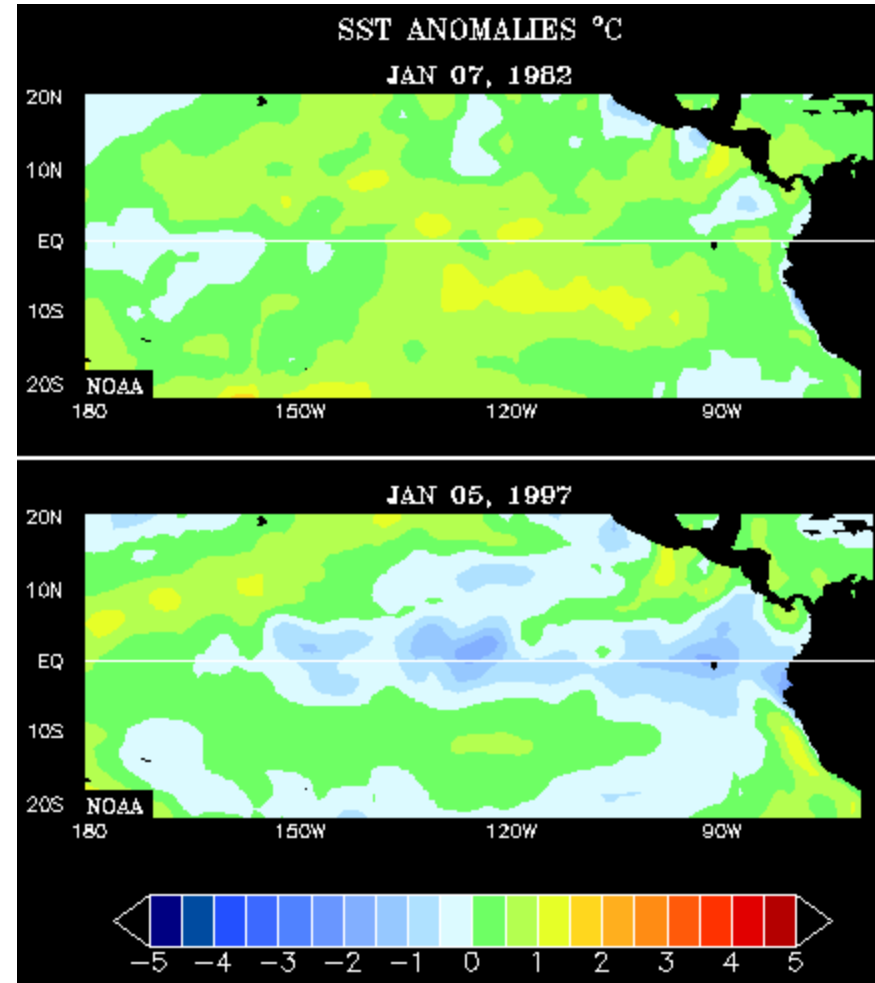 SST ANOMALIES °C
JAN 07, 1982
20N
10N
EQ
10S
20S
NOAA
180 150W 120W 90W
JAN 05, 1997
20N
10N
EQ
10S
20S
NOAA
180 150W 120W 90W
−5 −4 −3 −2 −1 0 1 2 3 4 5